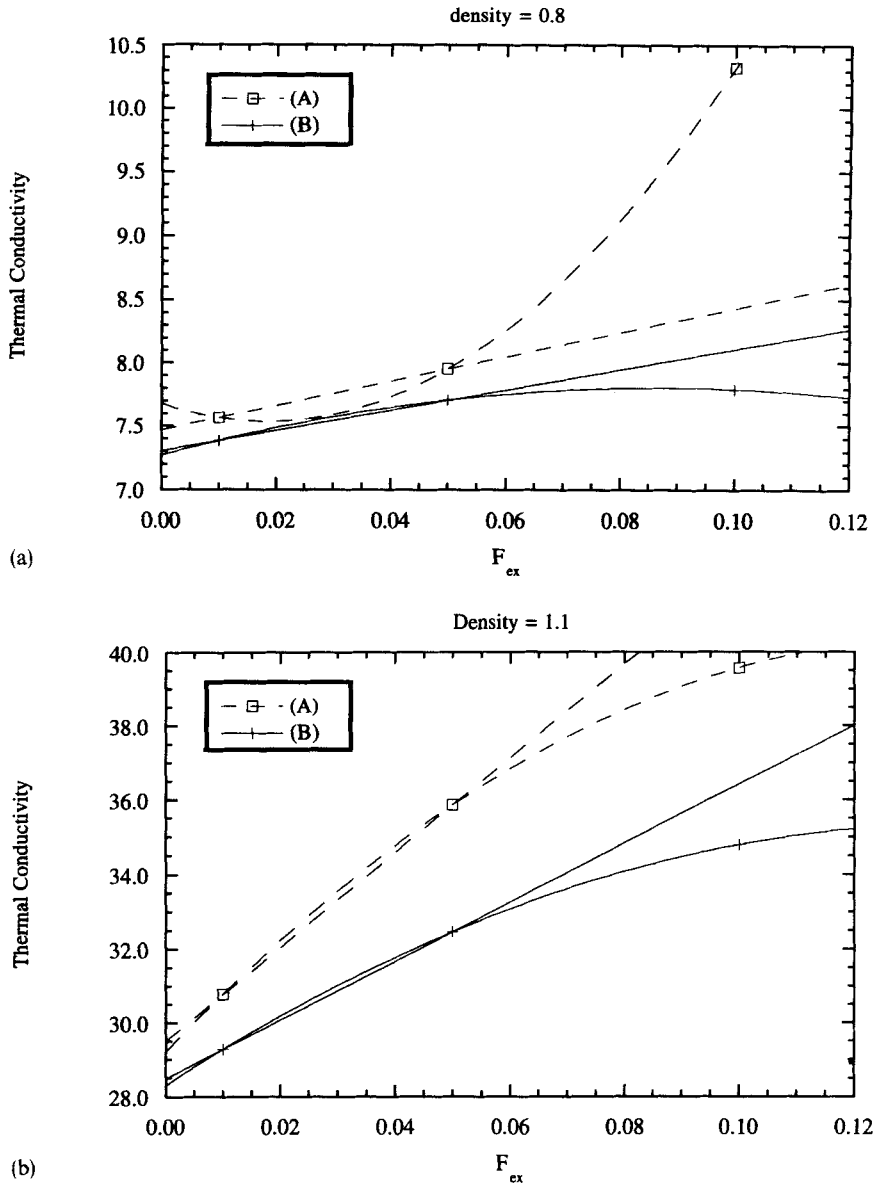 density = 0.8
10.5
10.0
9.5
9.0
8.5
8.0
7.5
7.0
Thermal Conductivity
(A)
(B)
0.00 0.02 0.04 0.06 0.08 0.10 0.12
(a)
F_ex
Density = 1.1
40.0
38.0
36.0
34.0
32.0
30.0
28.0
Thermal Conductivity
(A)
(B)
0.00 0.02 0.04 0.06 0.08 0.10 0.12
(b)
F_ex